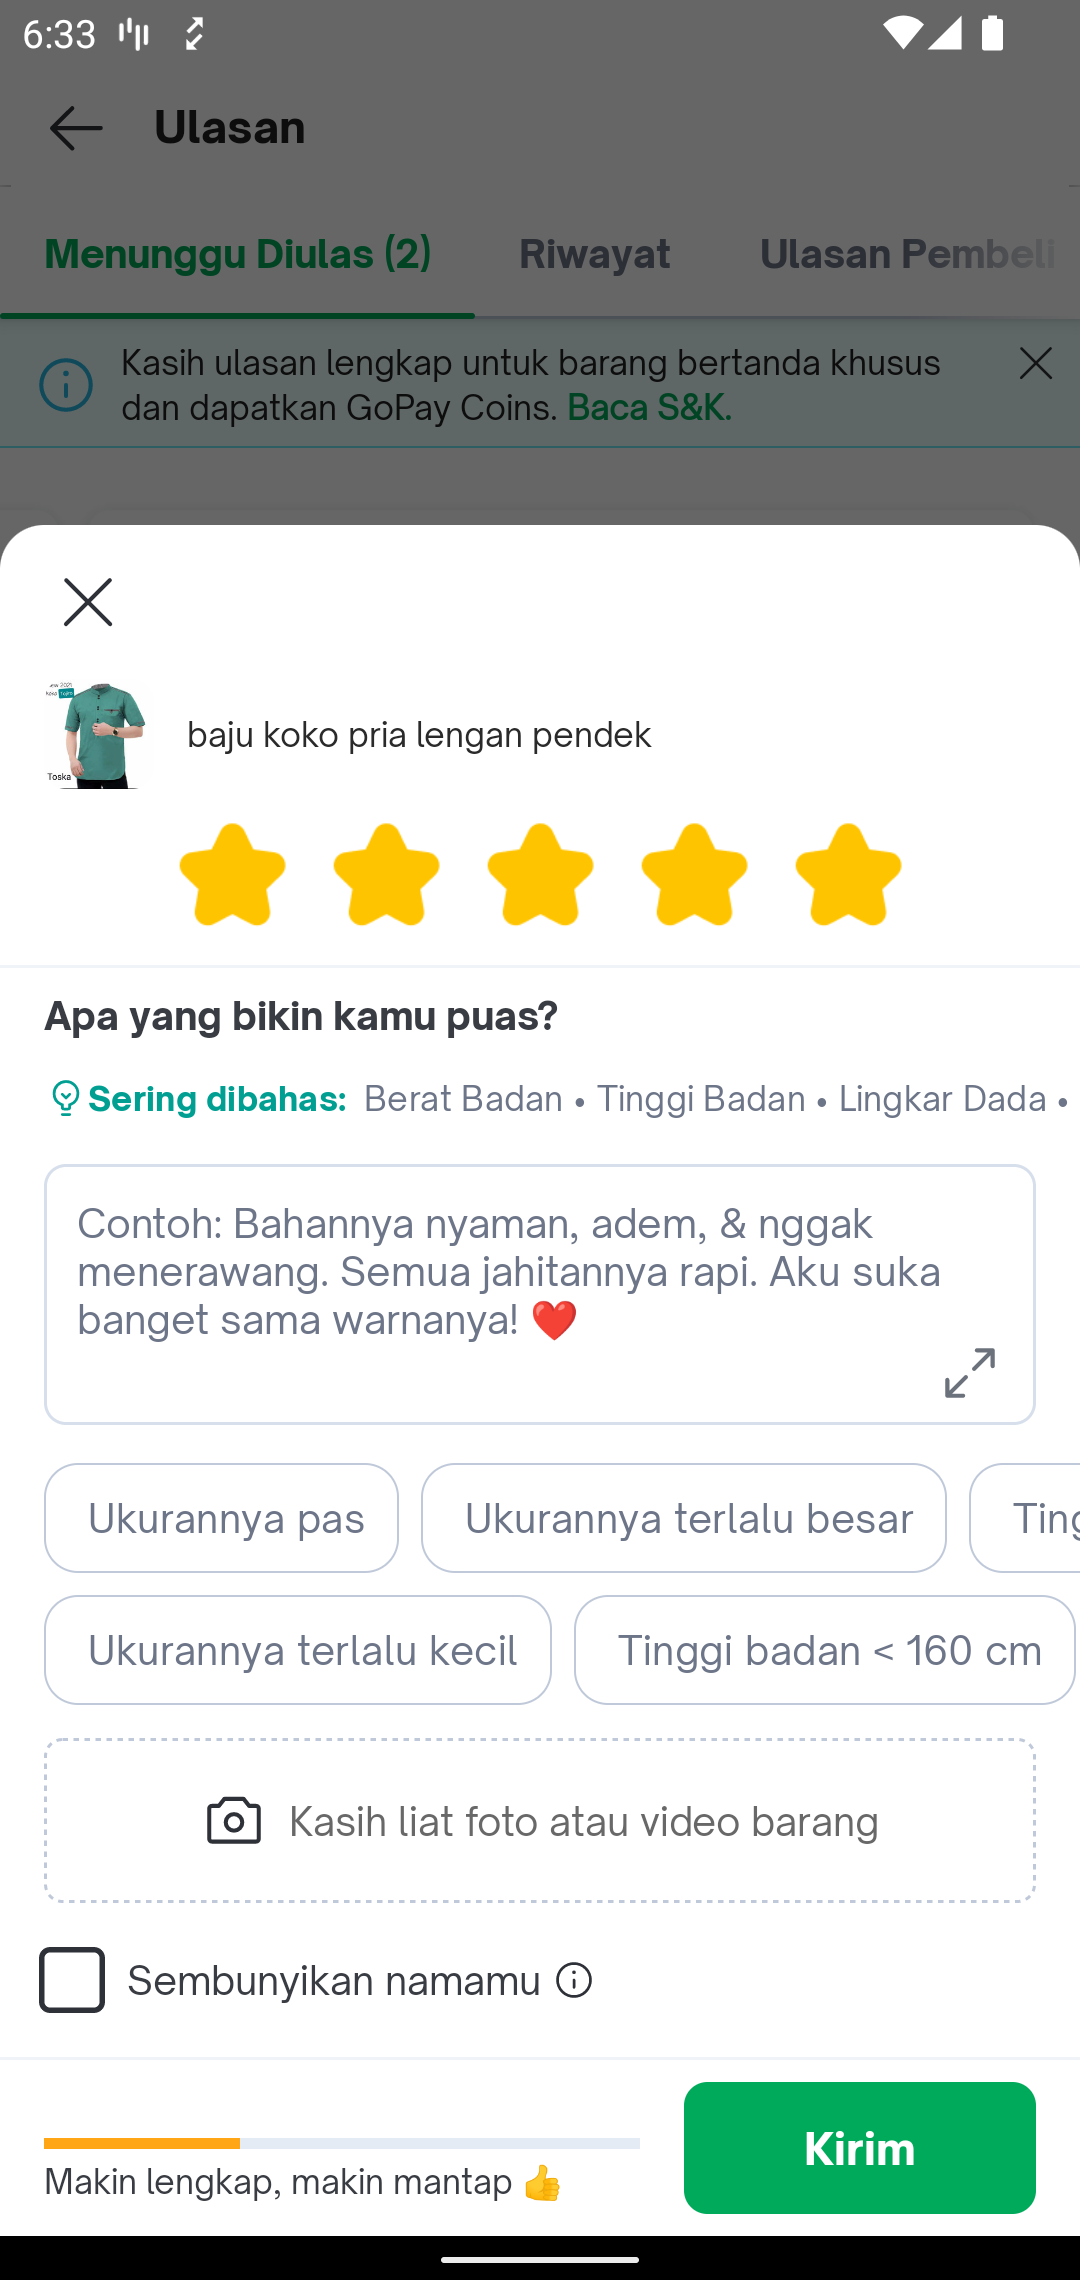 6:33
Ulasan
Menunggu Diulas (2)
Riwayat
Ulasan Pembeli
Kasih ulasan lengkap untuk barang bertanda khusus
dan dapatkan GoPay Coins. Baca S&K.
Toska
baju koko pria lengan pendek
Apa yang bikin kamu puas?
Sering dibahas: Berat Badan • Tinggi Badan • Lingkar Dada •
Contoh: Bahannya nyaman, adem, & nggak
menerawang. Semua jahitannya rapi. Aku suka
banget sama warnanya! ❤️
Ukurannya pas
Ukurannya terlalu besar
Ukurannya terlalu kecil
Tinggi badan < 160 cm
Kasih liat foto atau video barang
Sembunyikan namamu
Makin lengkap, makin mantap 👍
Kirim